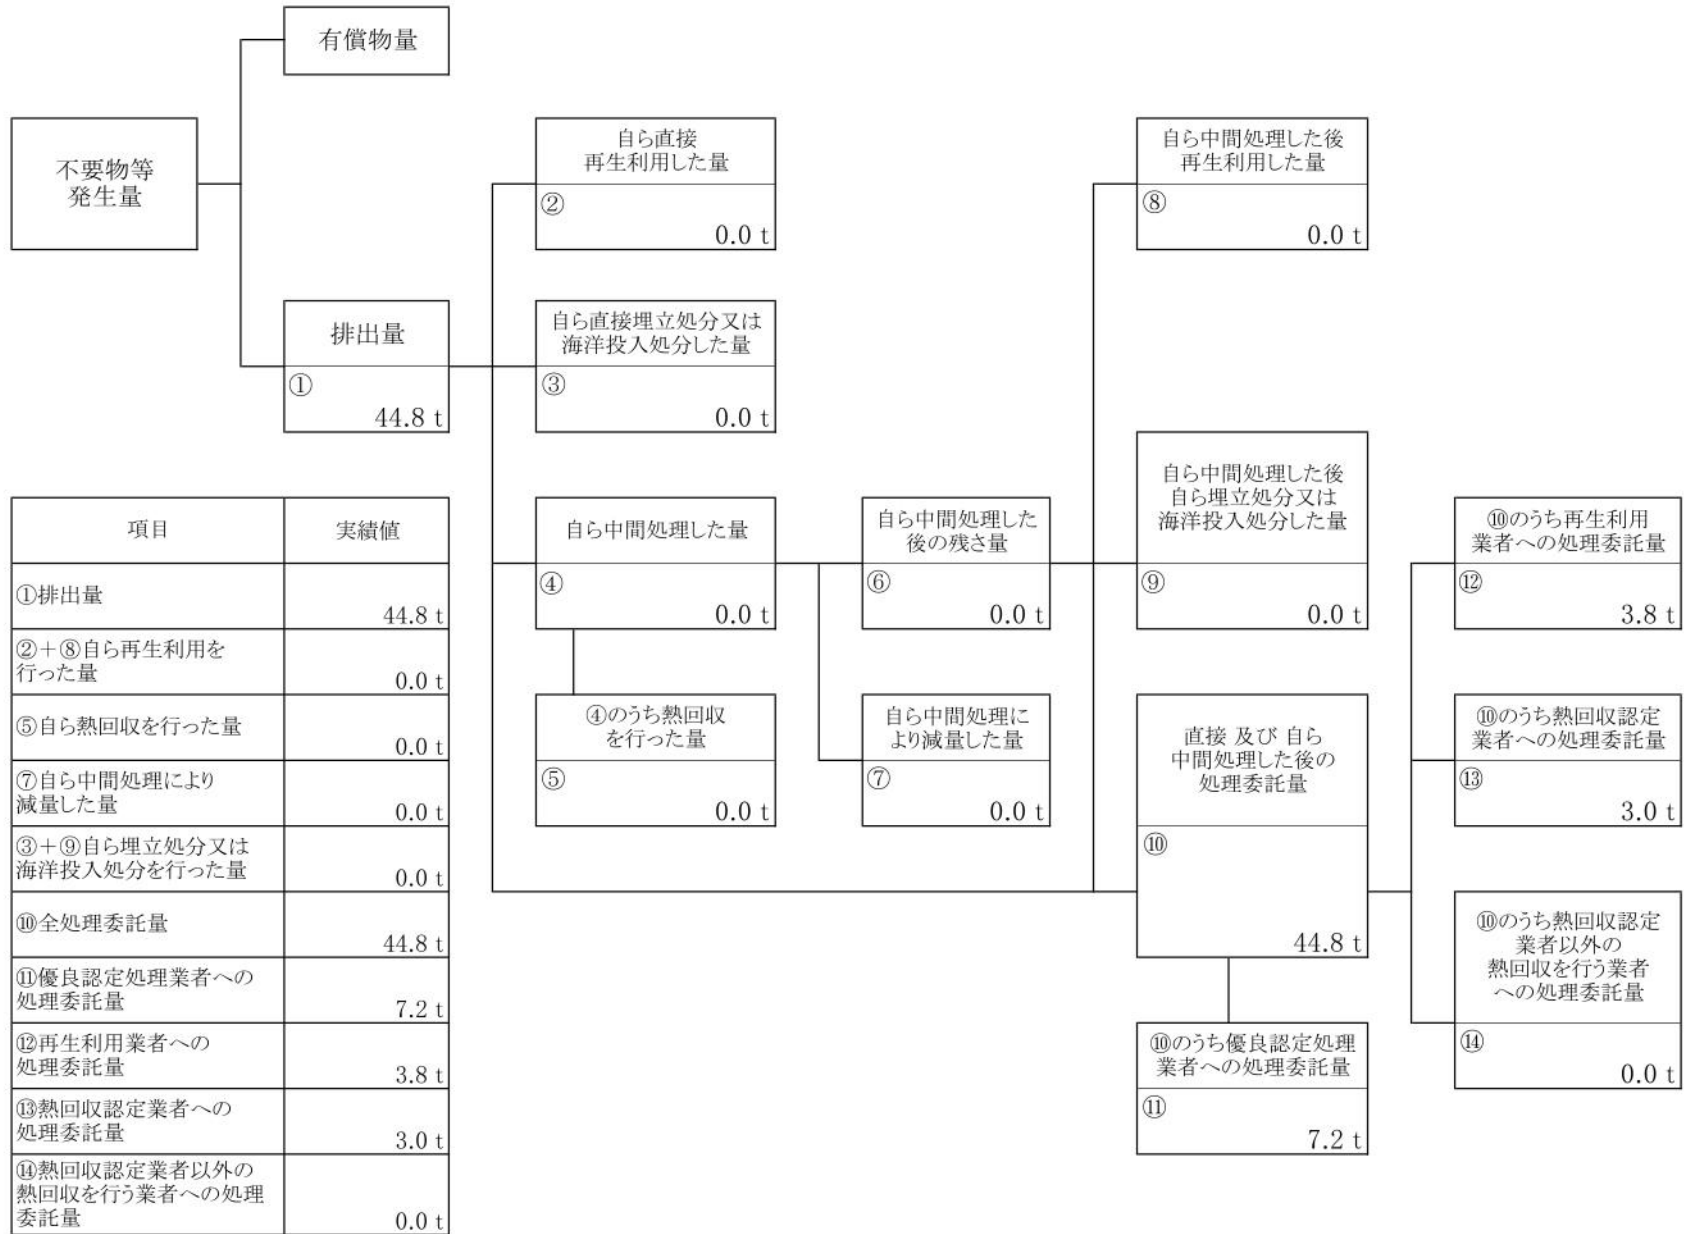 有償物量
不要物等
発生量
自ら直接
再生利用した量
②
0.0 t
自ら中間処理した後
再生利用した量
⑧
0.0 t
排出量
①
44.8 t
自ら直接埋立処分又は
海洋投入処分した量
③
0.0 t
項目 実績値
①排出量
44.8 t
②＋⑧自ら再生利用を
行った量
0.0 t
⑤自ら熱回収を行った量
0.0 t
⑦自ら中間処理により
減量した量
0.0 t
③＋⑨自ら埋立処分又は
海洋投入処分を行った量
0.0 t
⑩全処理委託量
44.8 t
⑪優良認定処理業者への
処理委託量
7.2 t
⑫再生利用業者への
処理委託量
3.8 t
⑬熱回収認定業者への
処理委託量
3.0 t
⑭熱回収認定業者以外の
熱回収を行う業者への処理
委託量
0.0 t
自ら中間処理した量
④
0.0 t
④のうち熱回収
を行った量
⑤
0.0 t
自ら中間処理した
後の残さ量
⑥
0.0 t
自ら中間処理に
より減量した量
⑦
0.0 t
自ら中間処理した後
自ら埋立処分又は
海洋投入処分した量
⑨
0.0 t
直接 及び 自ら
中間処理した後の
処理委託量
⑩
44.8 t
⑩のうち優良認定処理
業者への処理委託量
⑪
7.2 t
⑩のうち再生利用
業者への処理委託量
⑫
3.8 t
⑩のうち熱回収認定
業者への処理委託量
⑬
3.0 t
⑩のうち熱回収認定
業者以外の
熱回収を行う業者
への処理委託量
⑭
0.0 t